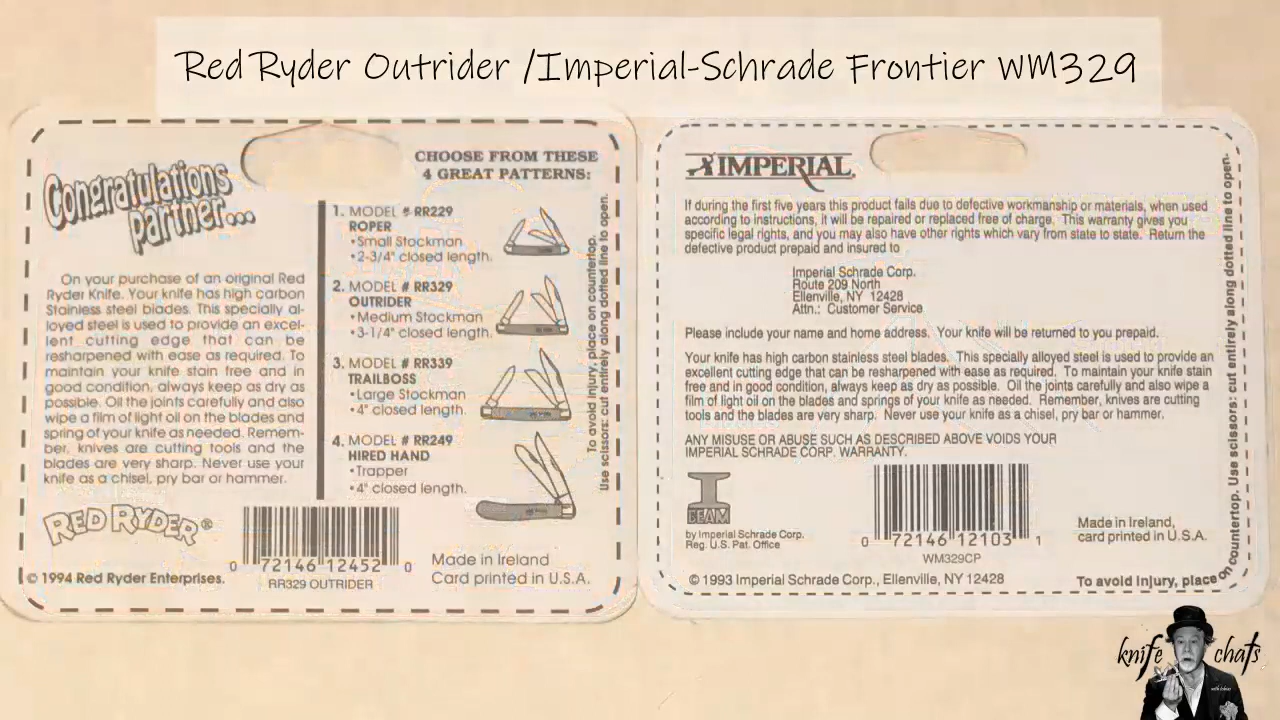 Red Ryder Outrider /Imperial-Schrade Frontier WM329
Congratulations
partner...
On your purchase of an original Red
Ryder Knife. Your knife has high carbon
Stainless steel blades. This specially al-
loyed steel is used to provide an excel-
lent cutting edge that can be
resharpened with ease as required. To
maintain your knife stain free and in
good condition, always keep as dry as
possible. Oil the joints carefully and also
wipe a film of light oil on the blades and
spring of your knife as needed. Remem-
ber, knives are cutting tools and the
blades are very sharp. Never use your
knife as a chisel, pry bar or hammer.
RED RYDER®
© 1994 Red Ryder Enterprises.
CHOOSE FROM THESE
4 GREAT PATTERNS:
1. MODEL # RR229
ROPER
•Small Stockman
•2-3/4" closed length.
2. MODEL # RR329
OUTRIDER
•Medium Stockman
•3-1/4" closed length.
3. MODEL # RR339
TRAILBOSS
•Large Stockman
•4" closed length.
4. MODEL # RR249
HIRED HAND
•Trapper
•4" closed length.
To avoid injury, place on countertop.
Use scissors: cut entirely along dotted line to open.
0 72146 12452 0
RR329 OUTRIDER
Made in Ireland
Card printed in U.S.A.
IMPERIAL
If during the first five years this product fails due to defective workmanship or materials, when used
according to instructions, it will be repaired or replaced free of charge. This warranty gives you
specific legal rights, and you may also have other rights which vary from state to state. Return the
defective product prepaid and insured to
Imperial Schrade Corp.
Route 209 North
Ellenville, NY 12428
Attn.: Customer Service
Please include your name and home address. Your knife will be returned to you prepaid.
Your knife has high carbon stainless steel blades. This specially alloyed steel is used to provide an
excellent cutting edge that can be resharpened with ease as required. To maintain your knife stain
free and in good condition, always keep as dry as possible. Oil the joints carefully and also wipe a
film of light oil on the blades and springs of your knife as needed. Remember, knives are cutting
tools and the blades are very sharp. Never use your knife as a chisel, pry bar or hammer.
ANY MISUSE OR ABUSE SUCH AS DESCRIBED ABOVE VOIDS YOUR
IMPERIAL SCHRADE CORP. WARRANTY.
I
BEAM
by Imperial Schrade Corp.
Reg. U.S. Pat. Office
0 72146 12103 1
WM329CP
Made in Ireland,
card printed in U.S.A.
© 1993 Imperial Schrade Corp., Ellenville, NY 12428
To avoid injury, place on countertop. Use scissors: cut entirely along dotted line to open.
knife chats